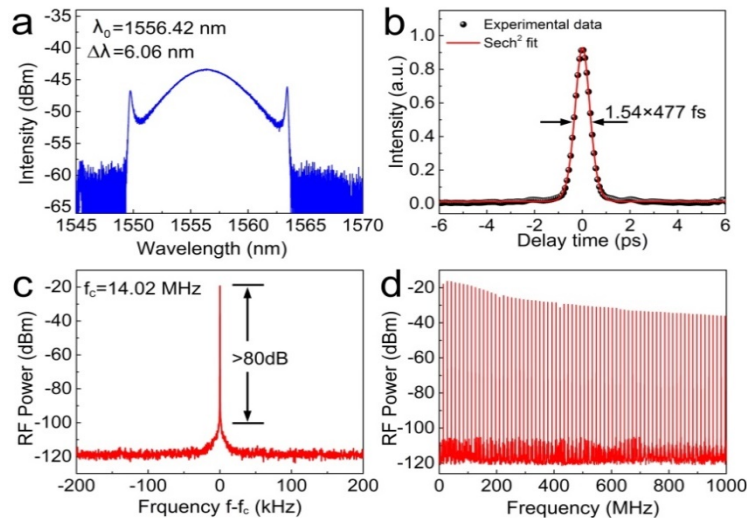 a
λ₀=1556.42 nm
Δλ=6.06 nm
-35
-40
-45
-50
-55
-60
-65
Intensity (dBm)
1545 1550 1555 1560 1565 1570
Wavelength (nm)
b
Experimental data
Sech² fit
1.54×477 fs
1.0
0.8
0.6
0.4
0.2
0.0
Intensity (a.u.)
-6 -4 -2 0 2 4 6
Delay time (ps)
c
f꜀=14.02 MHz
>80dB
-20
-40
-60
-80
-100
-120
RF Power (dBm)
-200 -100 0 100 200
Frquency f-f꜀ (kHz)
d
-20
-40
-60
-80
-100
-120
RF Power (dBm)
0 200 400 600 800 1000
Frequency (MHz)